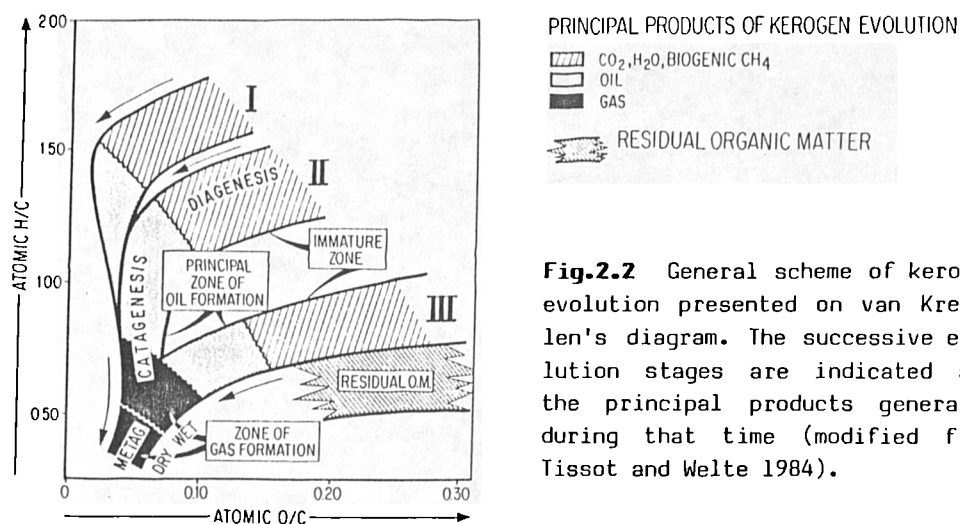 200
150
100
050
0
0.10
0.20
0.30
ATOMIC H/C
ATOMIC O/C
I
II
III
DIAGENESIS
CATAGENESIS
METAG
DRY
WET
PRINCIPAL
ZONE OF
OIL FORMATION
IMMATURE
ZONE
RESIDUAL O.M.
ZONE OF
GAS FORMATION
PRINCIPAL PRODUCTS OF KEROGEN EVOLUTION
CO₂,H₂O,BIOGENIC CH₄
OIL
GAS
RESIDUAL ORGANIC MATTER
Fig.2.2 General scheme of kero
evolution presented on van Kre
len's diagram. The successive e
lution stages are indicated
the principal products genera
during that time (modified f
Tissot and Welte 1984).